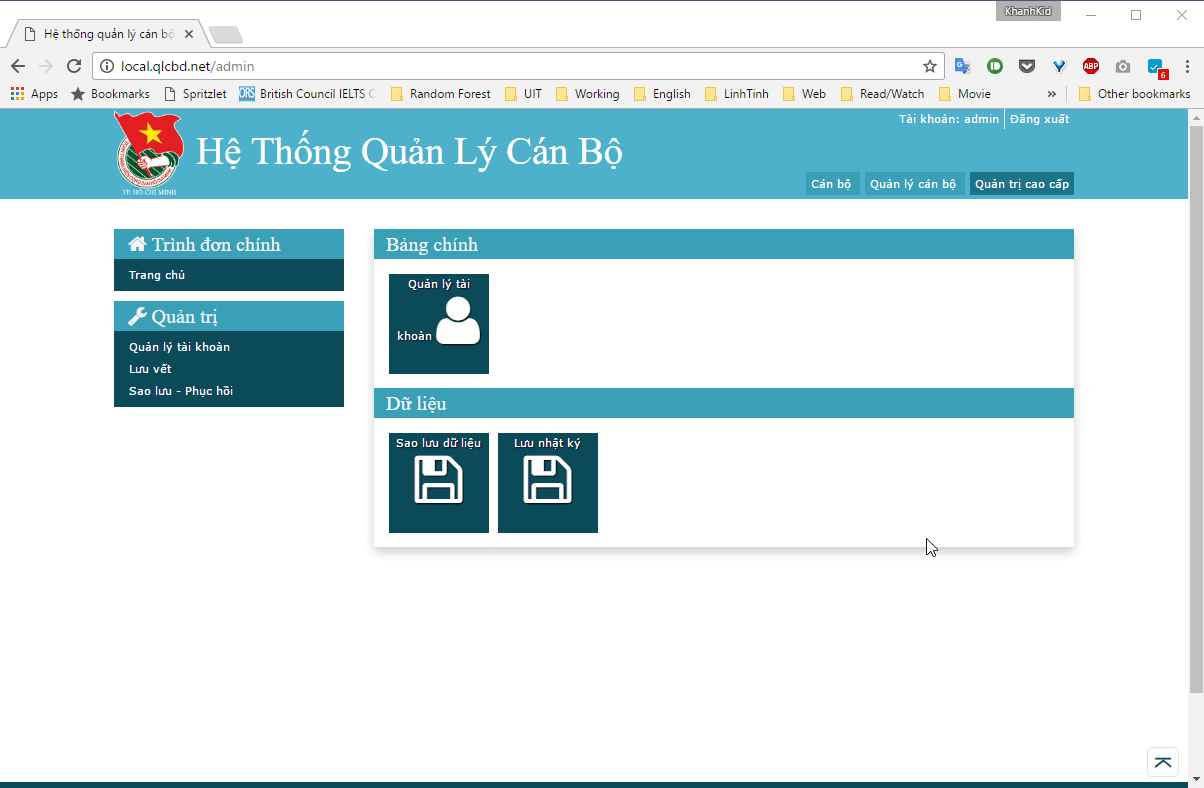 KhanhKid
Hệ thống quản lý cán bộ
local.qlcbd.net/admin
Apps Bookmarks Spritzlet British Council IELTS Random Forest UIT Working English LinhTinh Web Read/Watch Movie » Other bookmarks
ABP
6
Tài khoản: admin Đăng xuất
Hệ Thống Quản Lý Cán Bộ
TP. HỒ CHÍ MINH
Cán bộ Quản lý cán bộ Quản trị cao cấp
Trình đơn chính
Trang chủ
Quản trị
Quản lý tài khoản
Lưu vết
Sao lưu - Phục hồi
Bảng chính
Quản lý tài
khoản
Dữ liệu
Sao lưu dữ liệu Lưu nhật ký